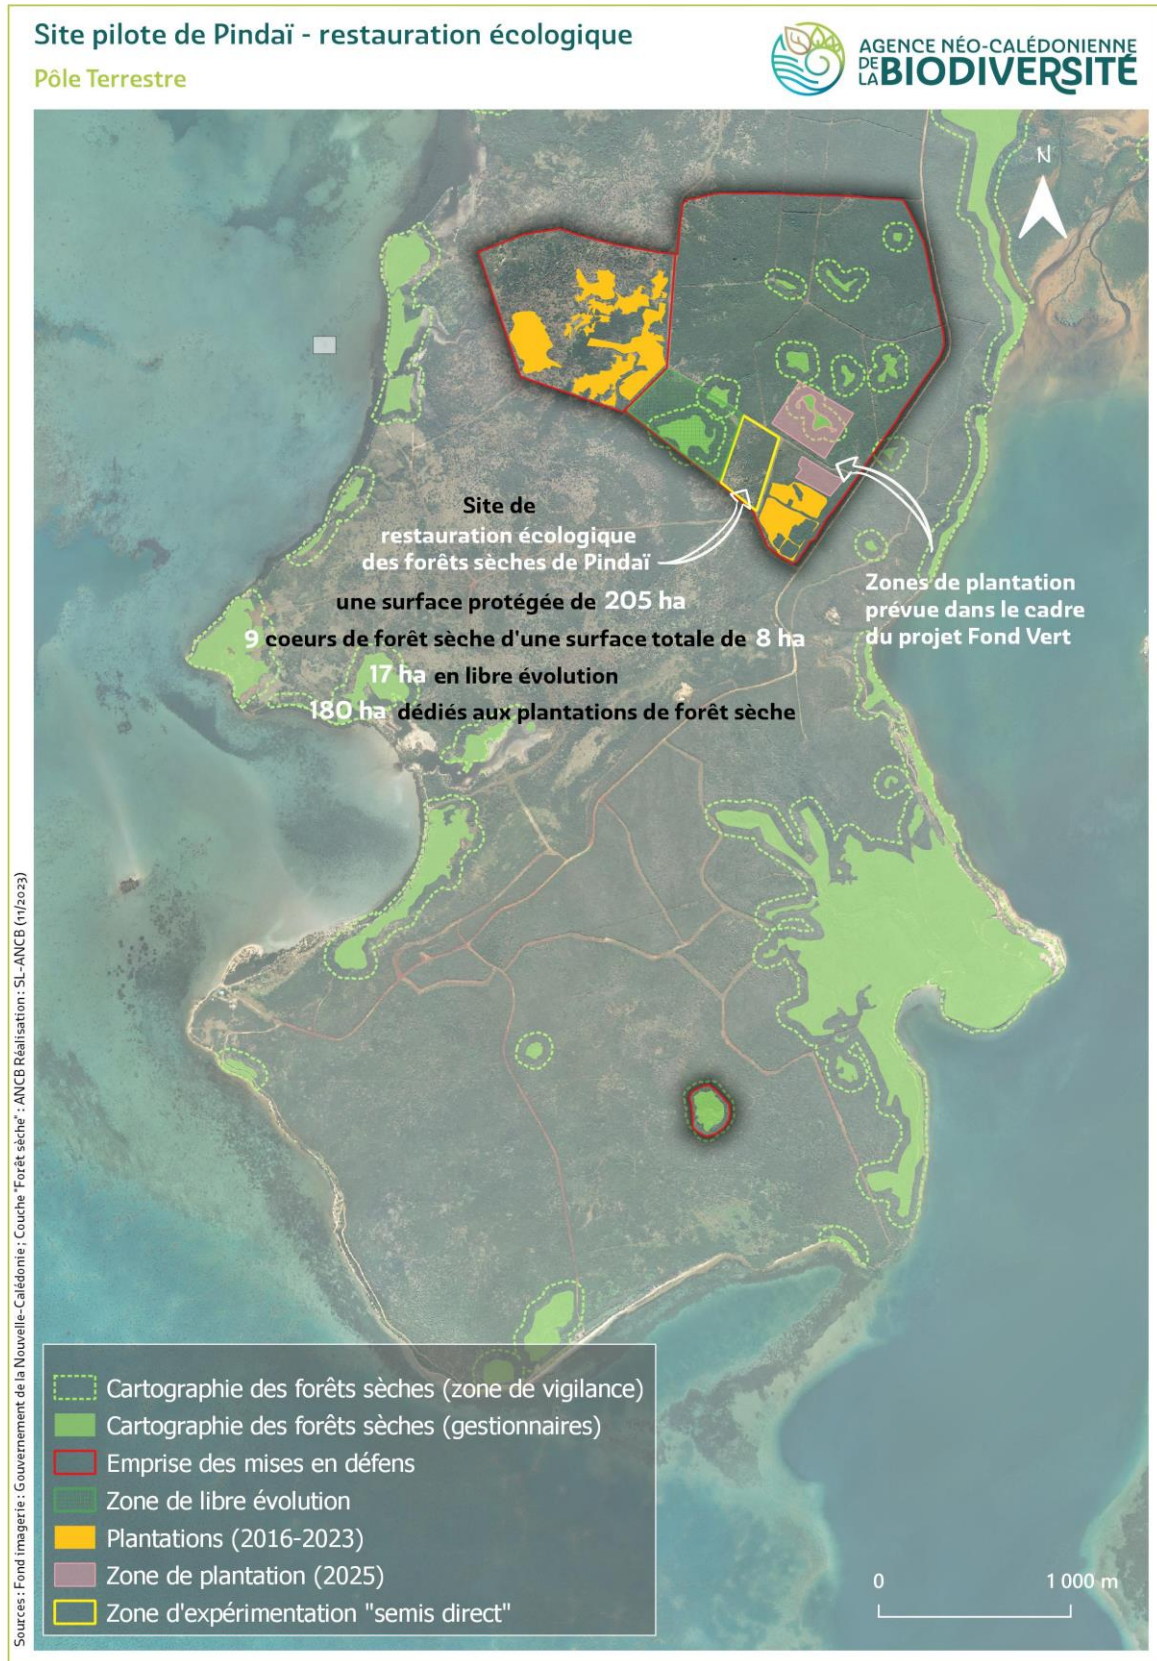 Site pilote de Pindaï - restauration écologique
Pôle Terrestre
AGENCE NÉO-CALÉDONIENNE
DE LA BIODIVERSITÉ
N
Site de
restauration écologique
des forêts sèches de Pindaï
une surface protégée de 205 ha
9 coeurs de forêt sèche d'une surface totale de 8 ha
17 ha en libre évolution
180 ha dédiés aux plantations de forêt sèche
Zones de plantation
prévue dans le cadre
du projet Fond Vert
Cartographie des forêts sèches (zone de vigilance)
Cartographie des forêts sèches (gestionnaires)
Emprise des mises en défens
Zone de libre évolution
Plantations (2016-2023)
Zone de plantation (2025)
Zone d'expérimentation "semis direct"
0 1 000 m
Sources : Fond imagerie : Gouvernement de la Nouvelle-Calédonie ; Couche "Forêt sèche" : ANCB Réalisation : SL-ANCB (11/2023)